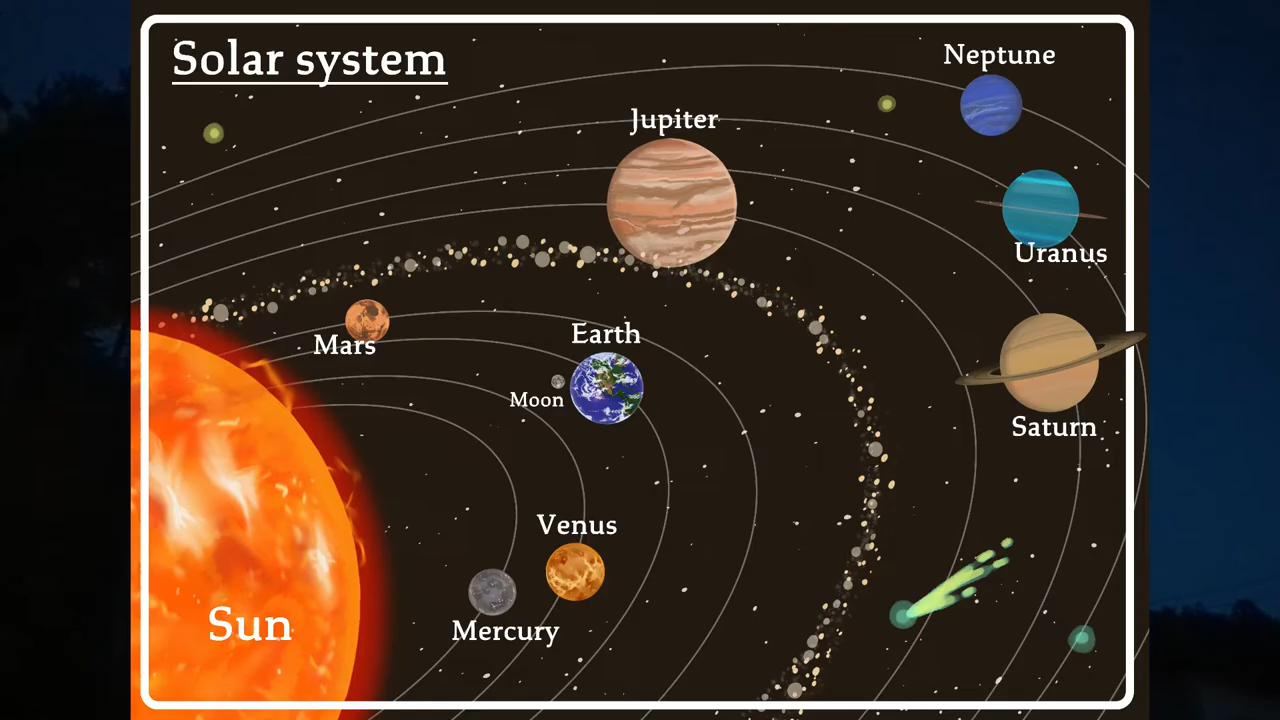 Solar system
Neptune
Jupiter
Uranus
Earth
Mars
Moon
Saturn
Venus
Sun
Mercury